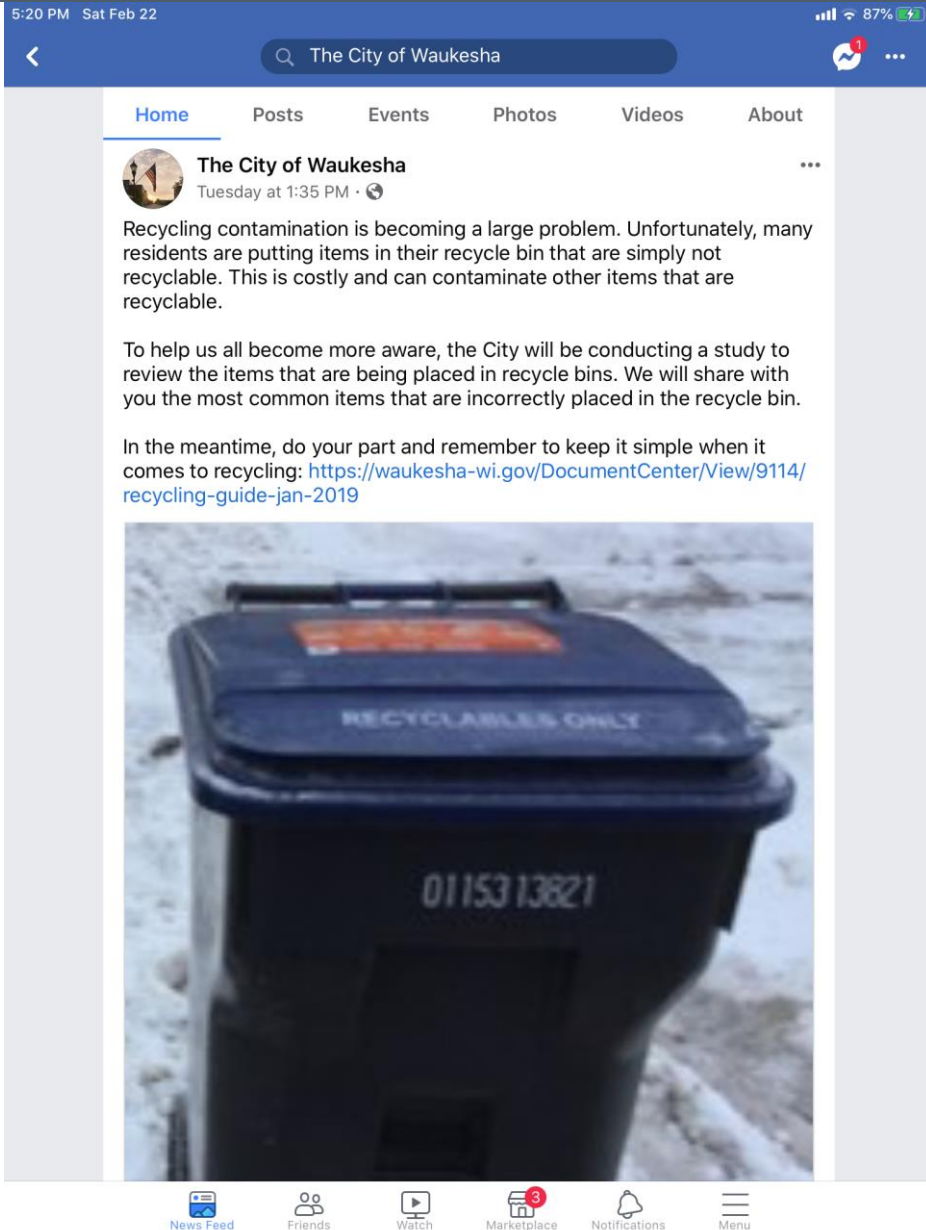 5:20 PM Sat Feb 22
87%
The City of Waukesha
1
Home Posts Events Photos Videos About
The City of Waukesha
Tuesday at 1:35 PM ·
Recycling contamination is becoming a large problem. Unfortunately, many
residents are putting items in their recycle bin that are simply not
recyclable. This is costly and can contaminate other items that are
recyclable.
To help us all become more aware, the City will be conducting a study to
review the items that are being placed in recycle bins. We will share with
you the most common items that are incorrectly placed in the recycle bin.
In the meantime, do your part and remember to keep it simple when it
comes to recycling: https://waukesha-wi.gov/DocumentCenter/View/9114/
recycling-guide-jan-2019
RECYCLABLES ONLY
0115313821
3
News Feed Friends Watch Marketplace Notifications Menu